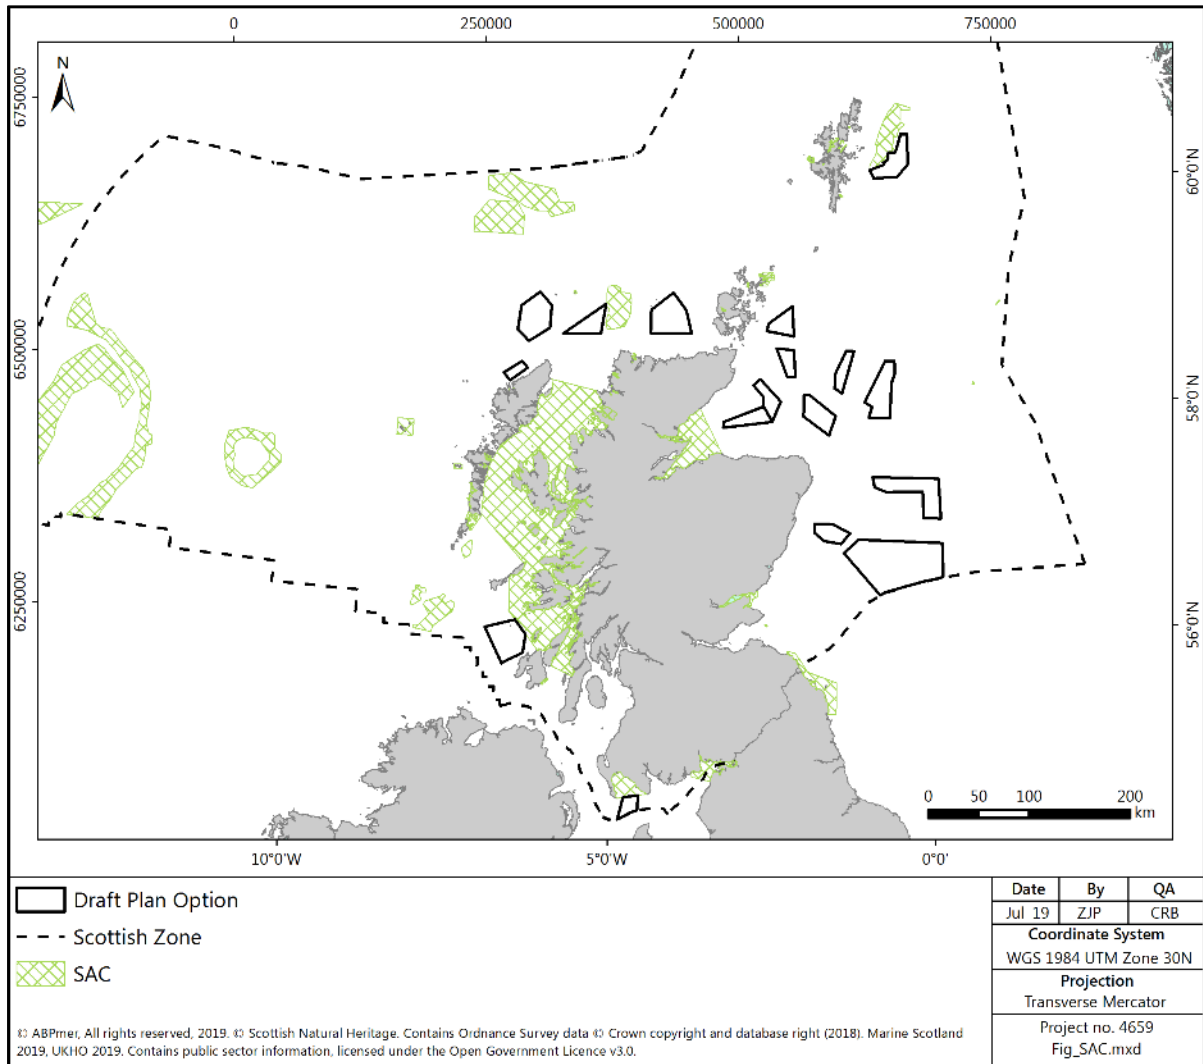 0 250000 500000 750000
N
6750000
6500000
6250000
60°0'N
58°0'N
56°0'N
0 50 100 200
km
10°0'W 5°0'W 0°0'
Draft Plan Option
Scottish Zone
SAC
Date By QA
Jul 19 ZJP CRB
Coordinate System
WGS 1984 UTM Zone 30N
Projection
Transverse Mercator
Project no. 4659
Fig_SAC.mxd
© ABPmer, All rights reserved, 2019. © Scottish Natural Heritage. Contains Ordnance Survey data © Crown copyright and database right (2018). Marine Scotland
2019, UKHO 2019. Contains public sector information, licensed under the Open Government Licence v3.0.